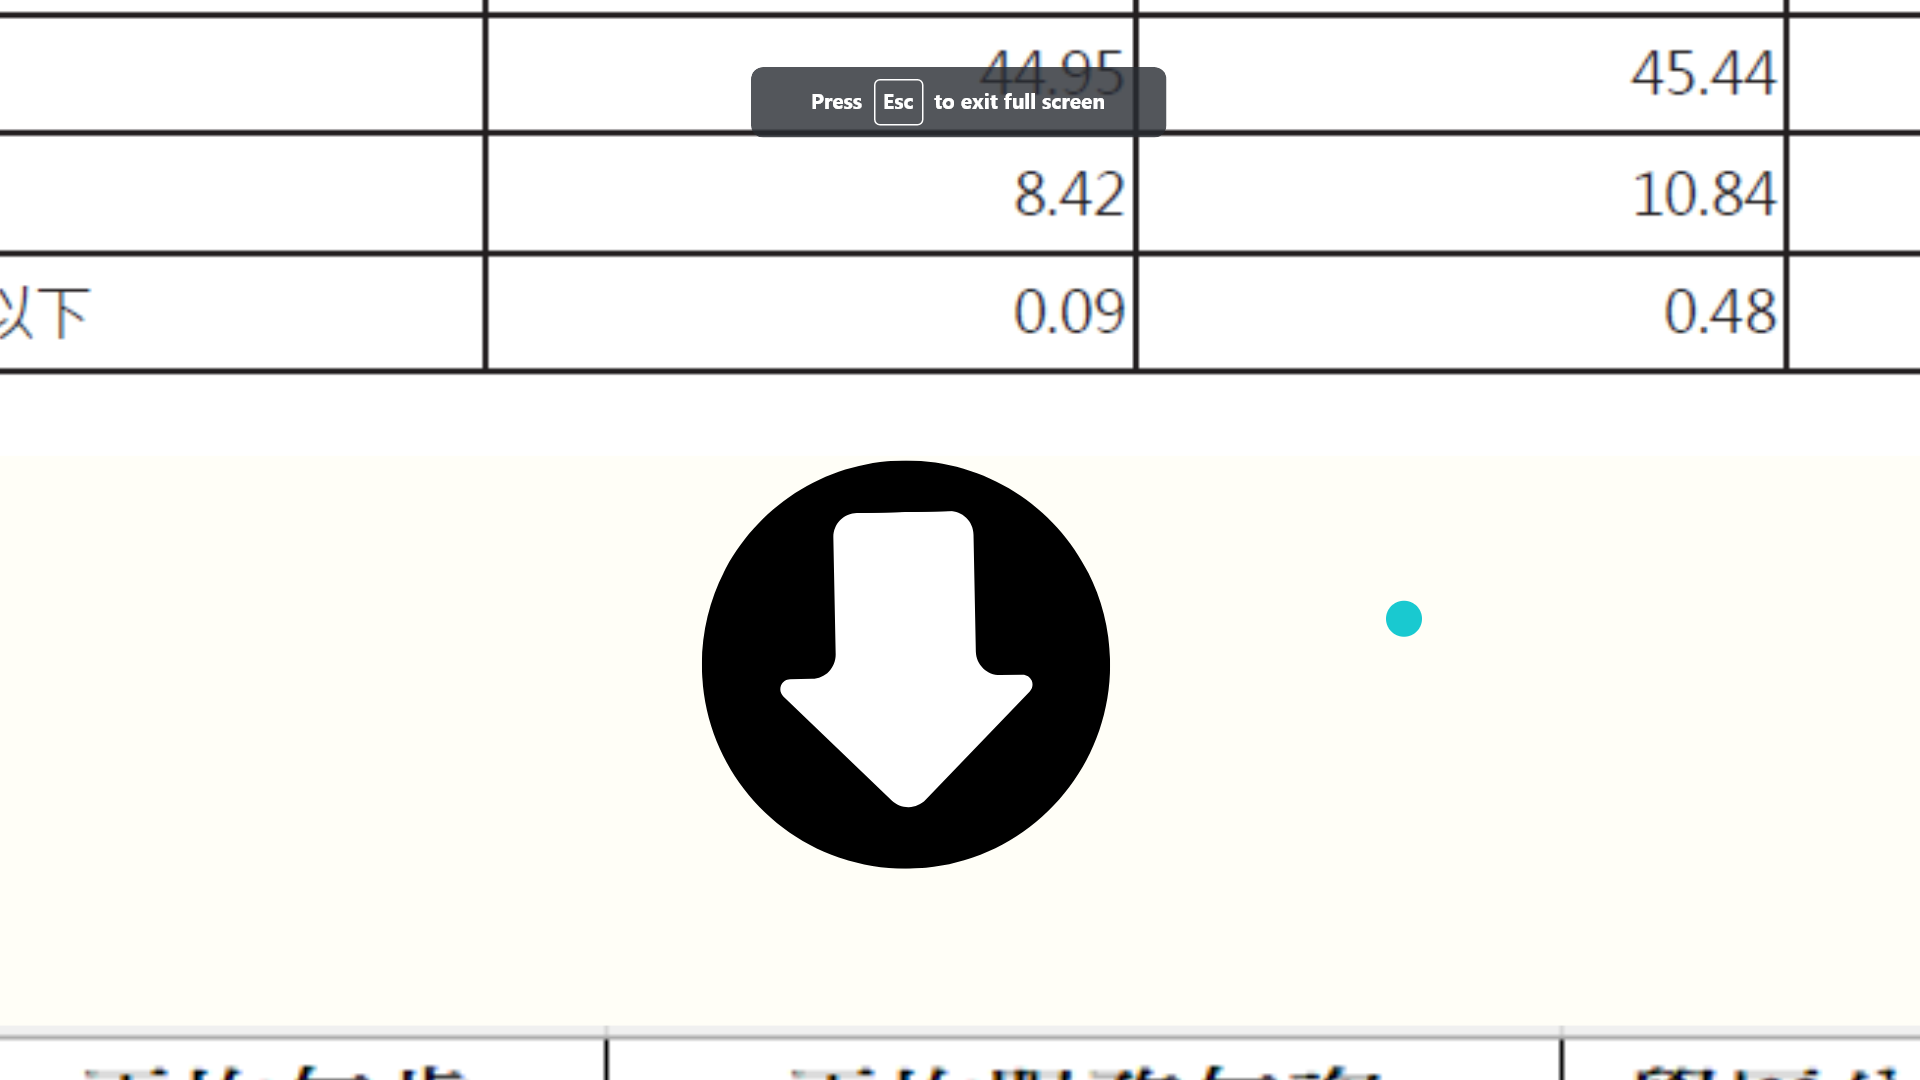 44.95 45.44
Press Esc to exit full screen
8.42 10.84
以下 0.09 0.48